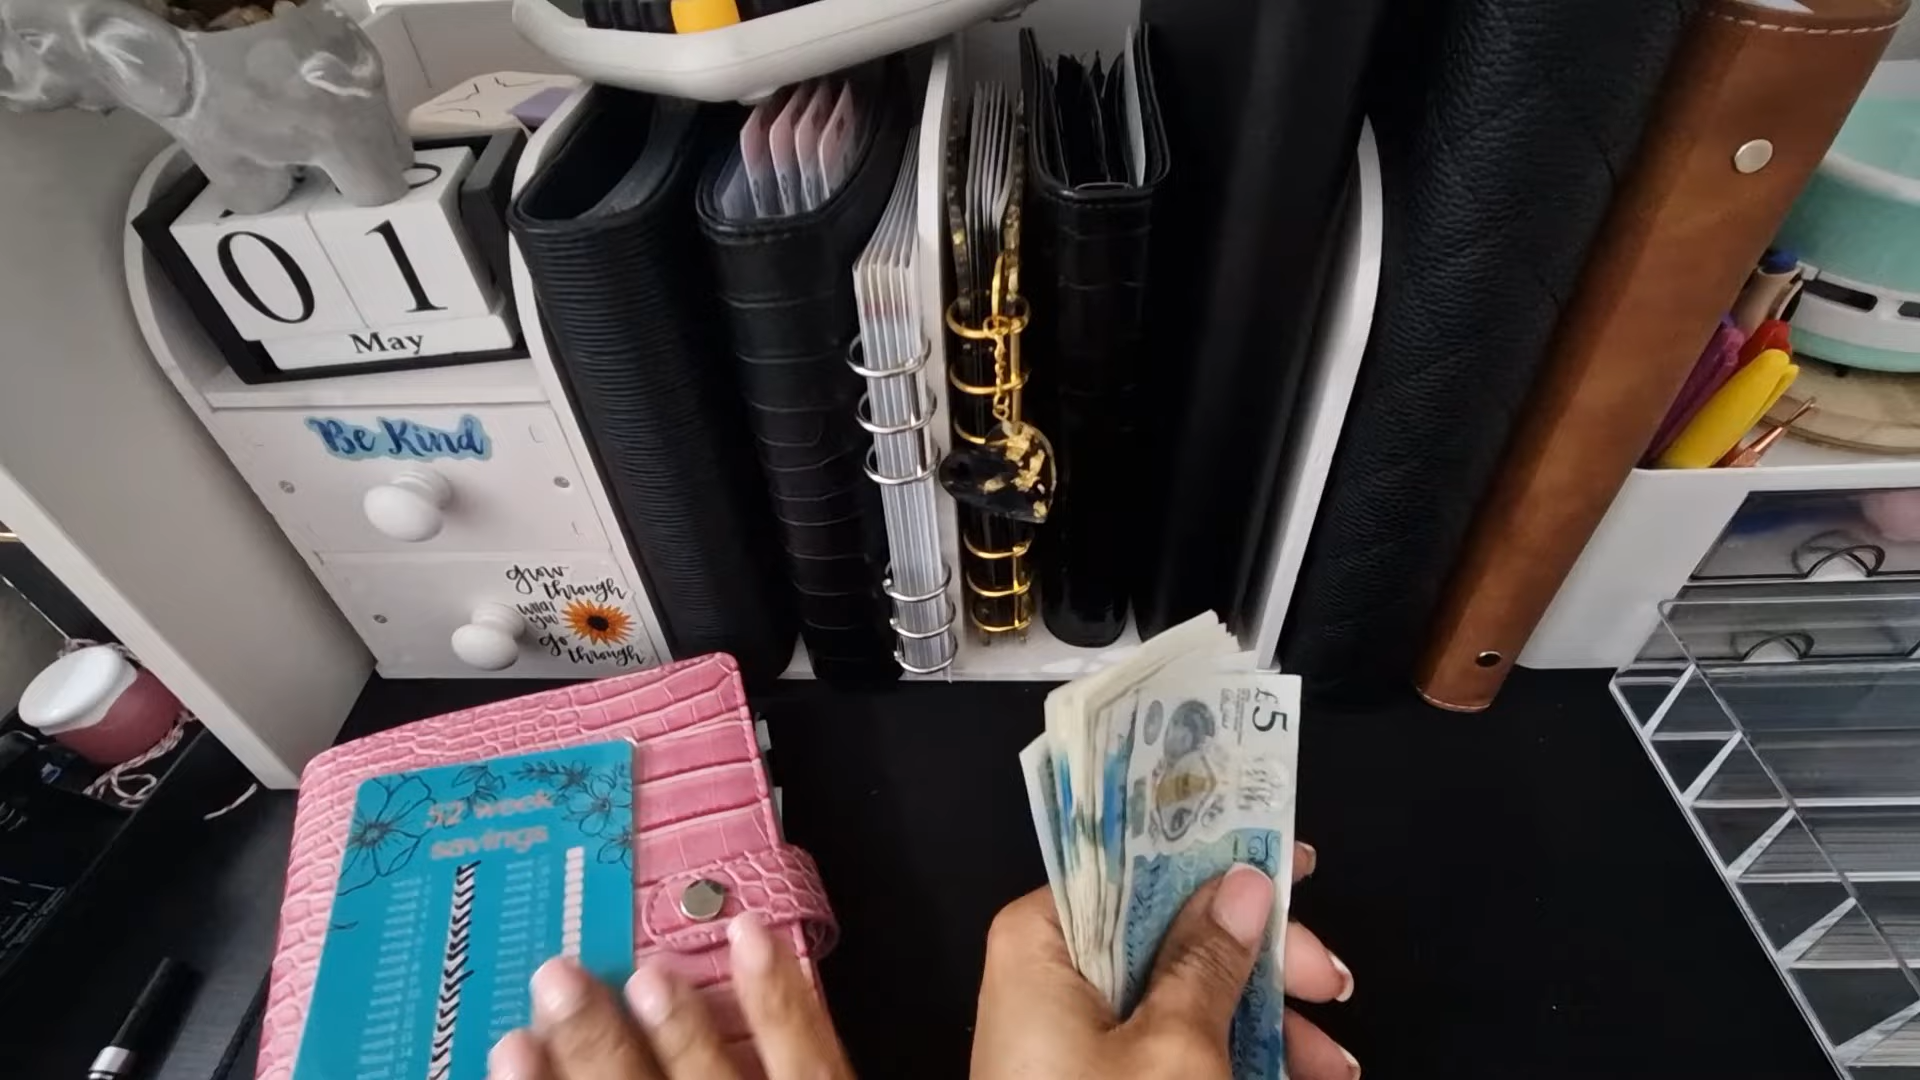 01
May
Be Kind
grow
through
what
you
go
through
52 week
savings
£5